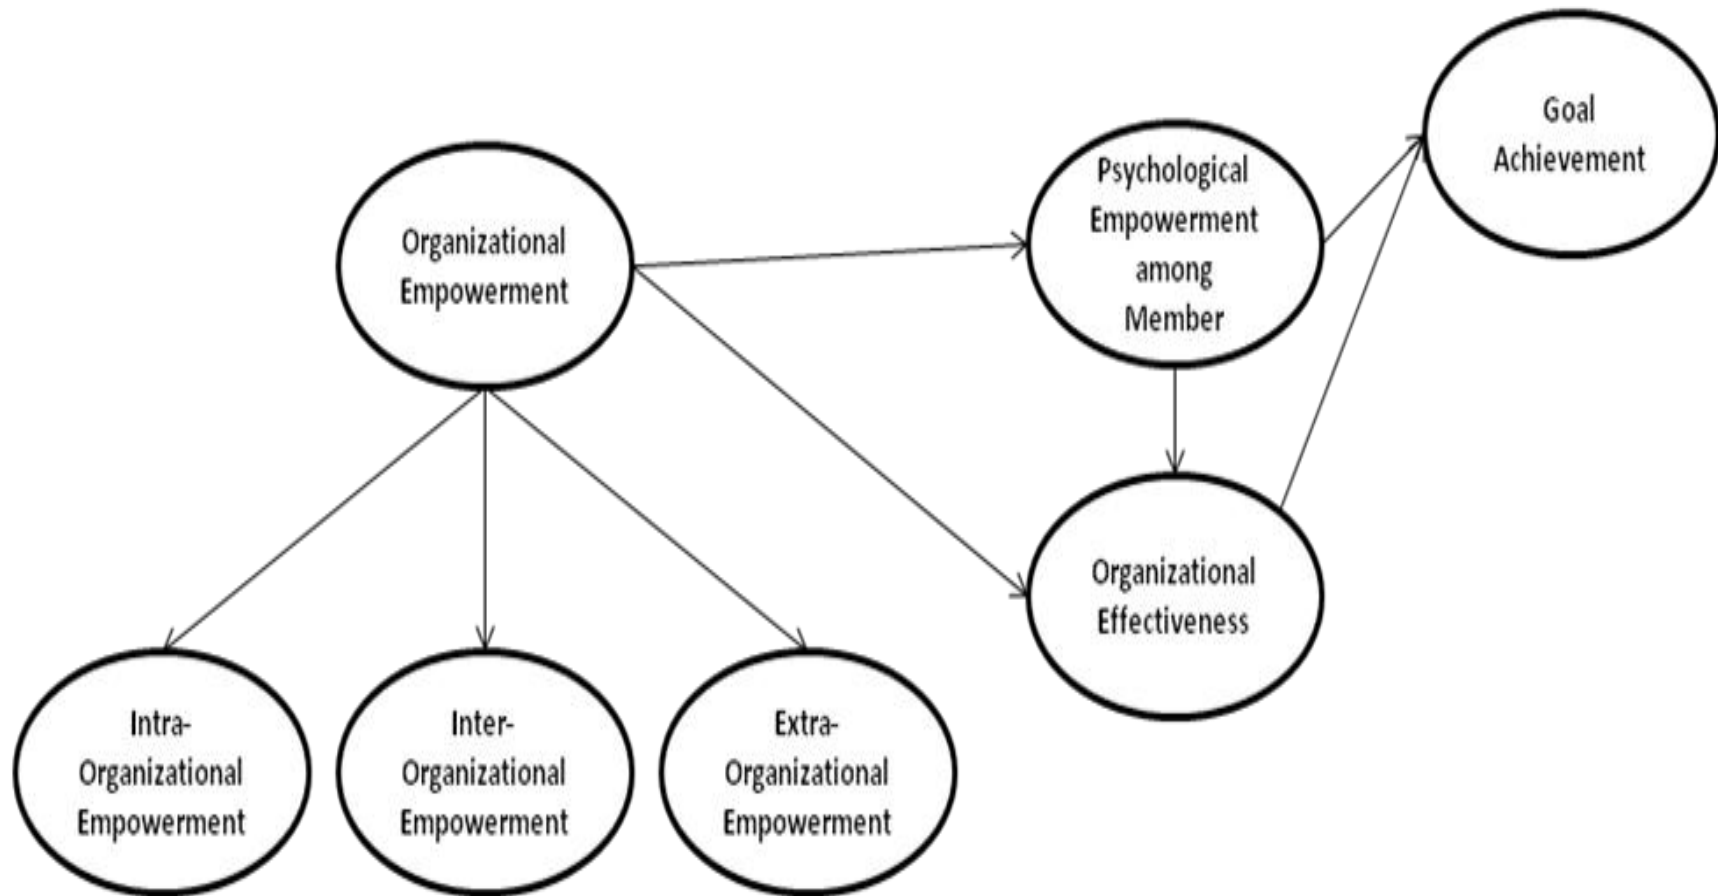 Goal
Achievement
Psychological
Empowerment
among
Member
Organizational
Empowerment
Organizational
Effectiveness
Intra-
Organizational
Empowerment
Inter-
Organizational
Empowerment
Extra-
Organizational
Empowerment